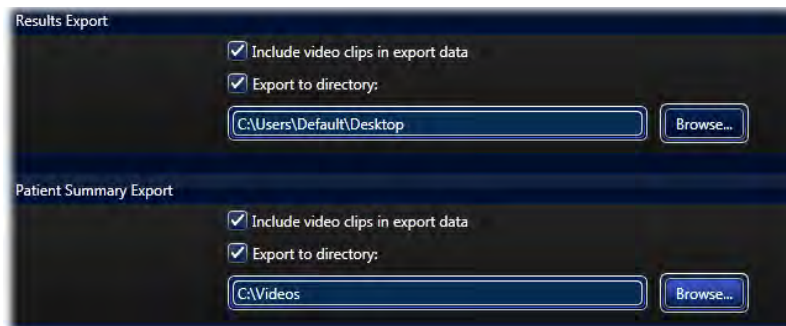 Results Export
Include video clips in export data
Export to directory:
C:\Users\Default\Desktop Browse...
Patient Summary Export
Include video clips in export data
Export to directory:
C:\Videos Browse...